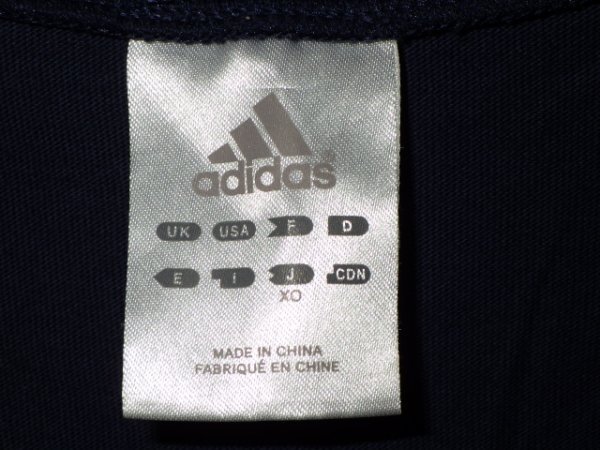 adidas
UK USA F D
E I J CDN
XO
MADE IN CHINA
FABRIQUÉ EN CHINE